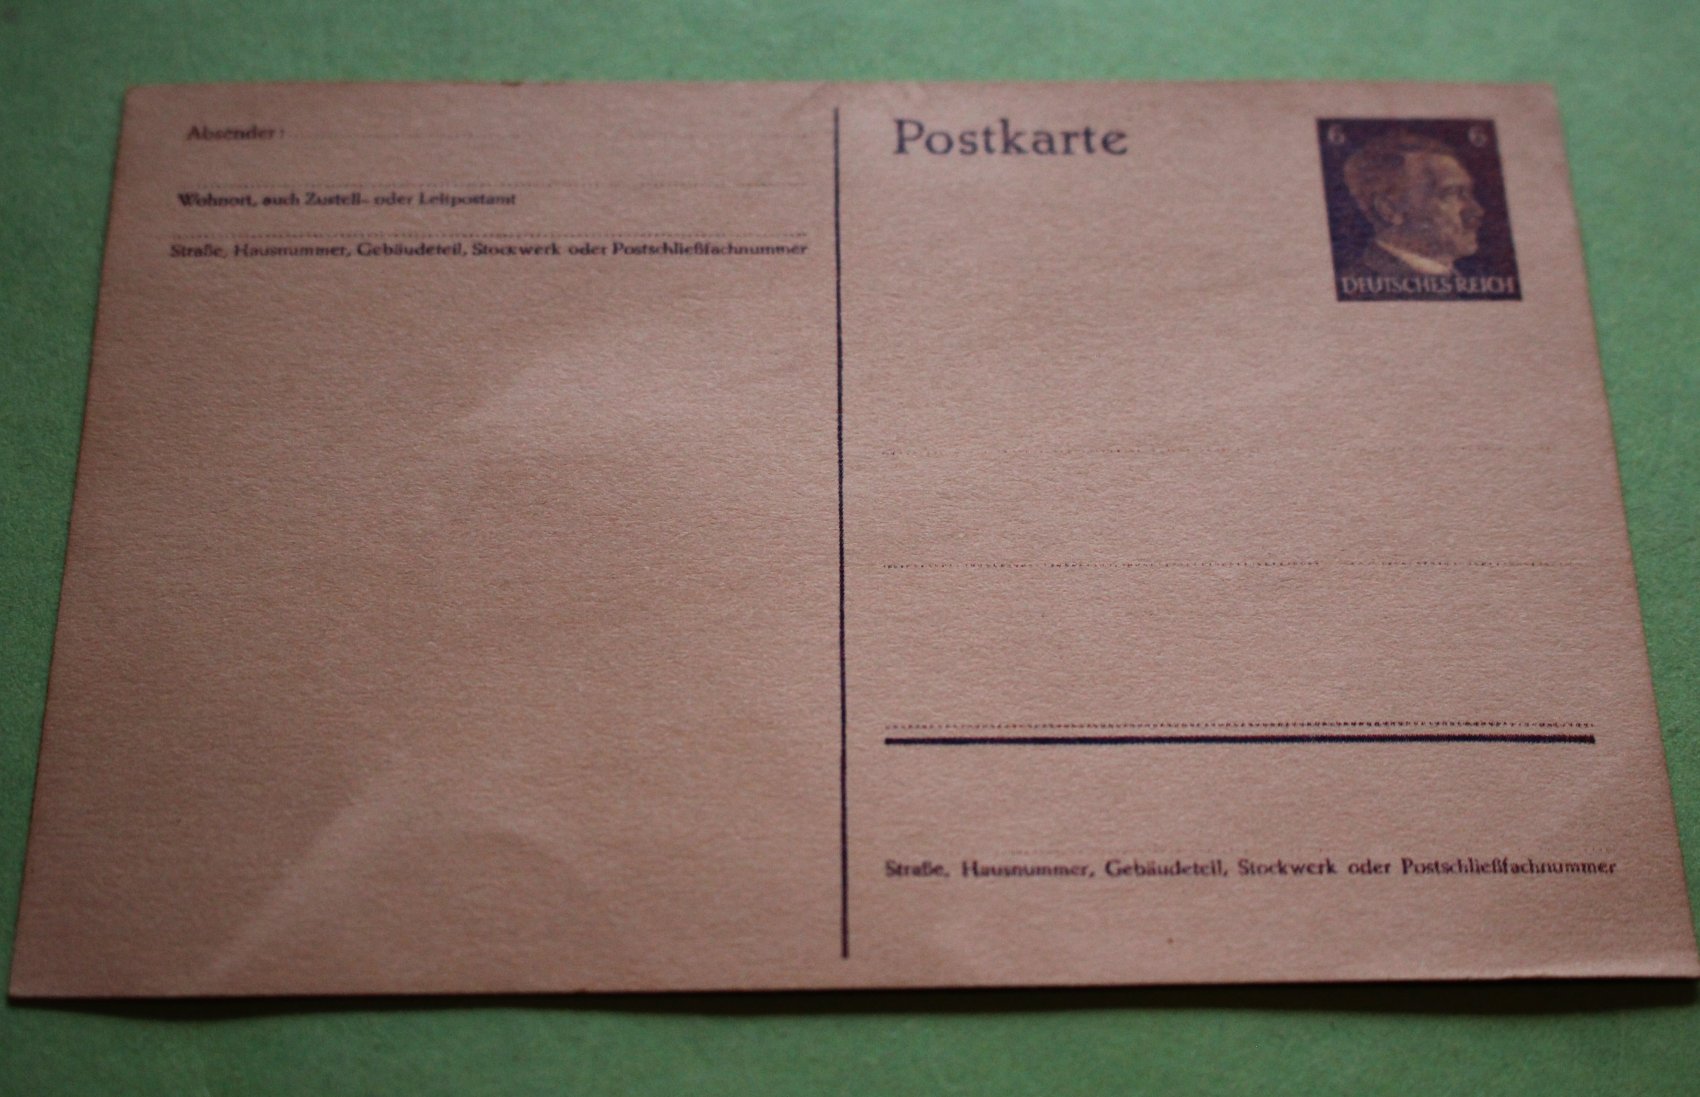 Absender:
Wohnort, auch Zustell- oder Leitpostamt
Straße, Hausnummer, Gebäudeteil, Stockwerk oder Postschließfachnummer
Postkarte
6 6
DEUTSCHES REICH
Straße, Hausnummer, Gebäudeteil, Stockwerk oder Postschließfachnummer